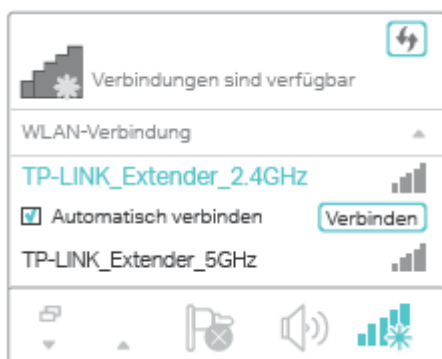 Verbindungen sind verfügbar
WLAN-Verbindung
TP-LINK_Extender_2.4GHz
Automatisch verbinden Verbinden
TP-LINK_Extender_5GHz